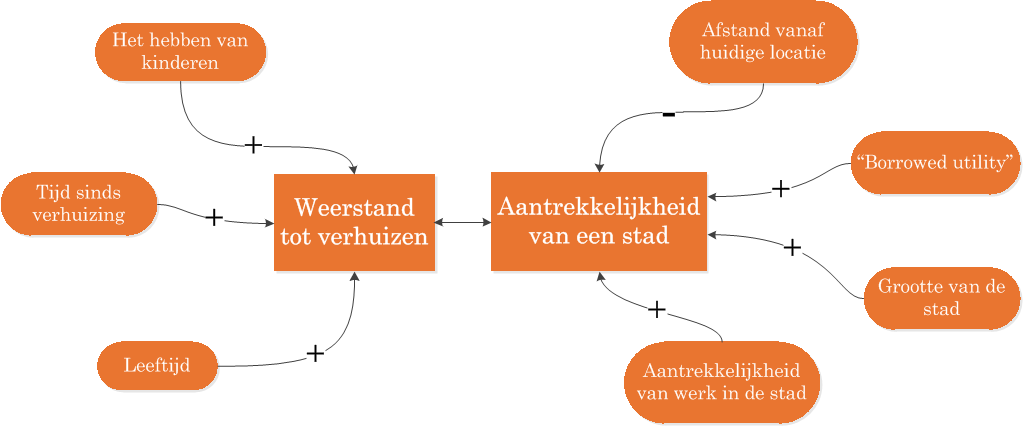 Het hebben van
kinderen
Afstand vanaf
huidige locatie
+
-
"Borrowed utility"
Tijd sinds
verhuizing
+
Weerstand
tot verhuizen
Aantrekkelijkheid
van een stad
+
+
Grootte van de
stad
+
Leeftijd
+
Aantrekkelijkheid
van werk in de stad